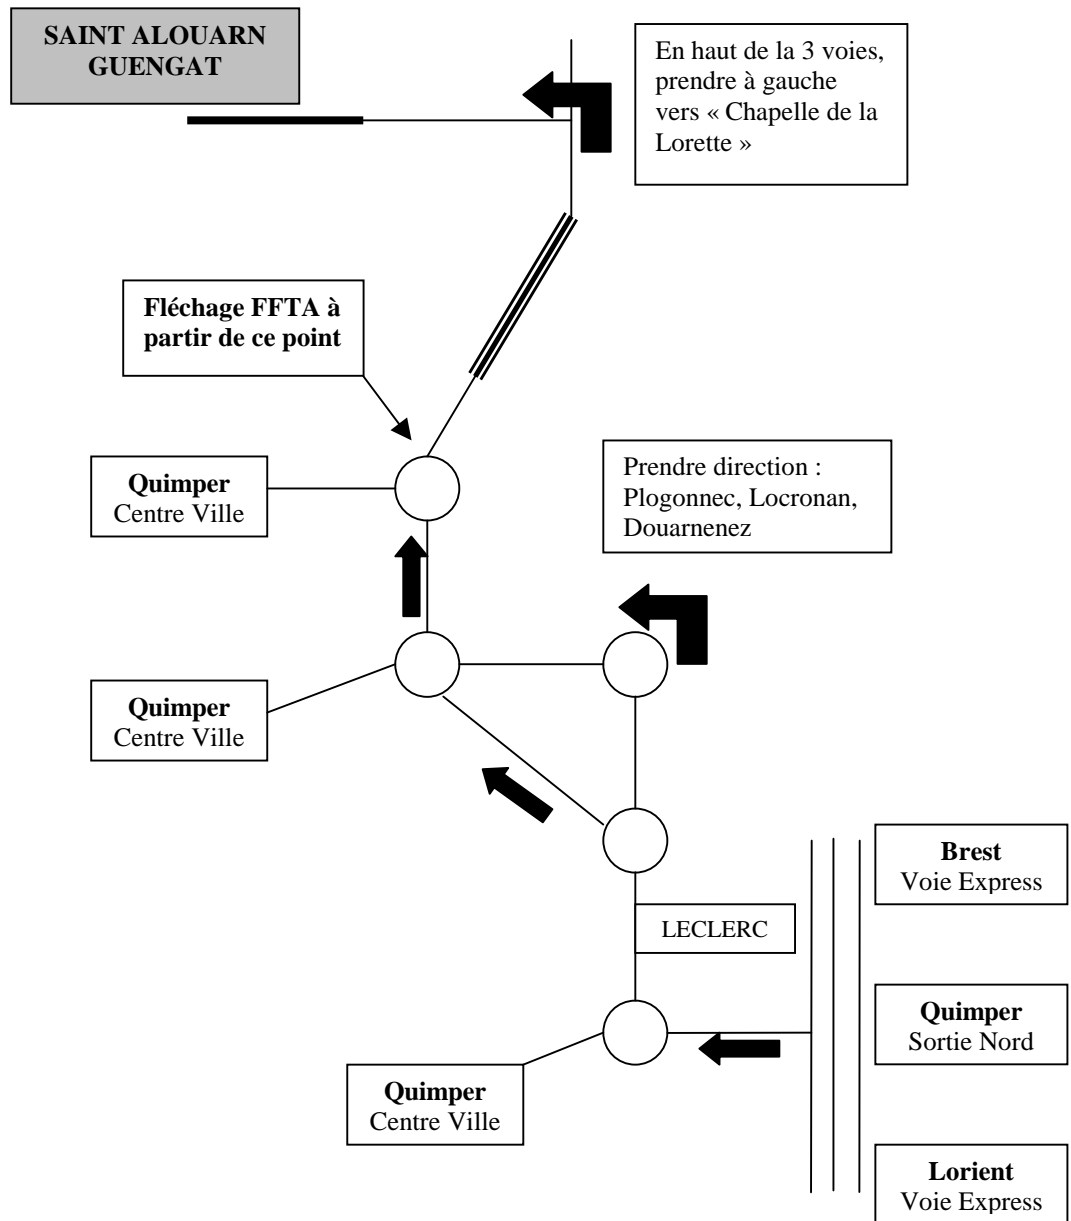 SAINT ALOUARN
GUENGAT
En haut de la 3 voies,
prendre à gauche
vers « Chapelle de la
Lorette »
Fléchage FFTA à
partir de ce point
Quimper
Centre Ville
Prendre direction :
Plogonnec, Locronan,
Douarnenez
Quimper
Centre Ville
Brest
Voie Express
LECLERC
Quimper
Sortie Nord
Quimper
Centre Ville
Lorient
Voie Express